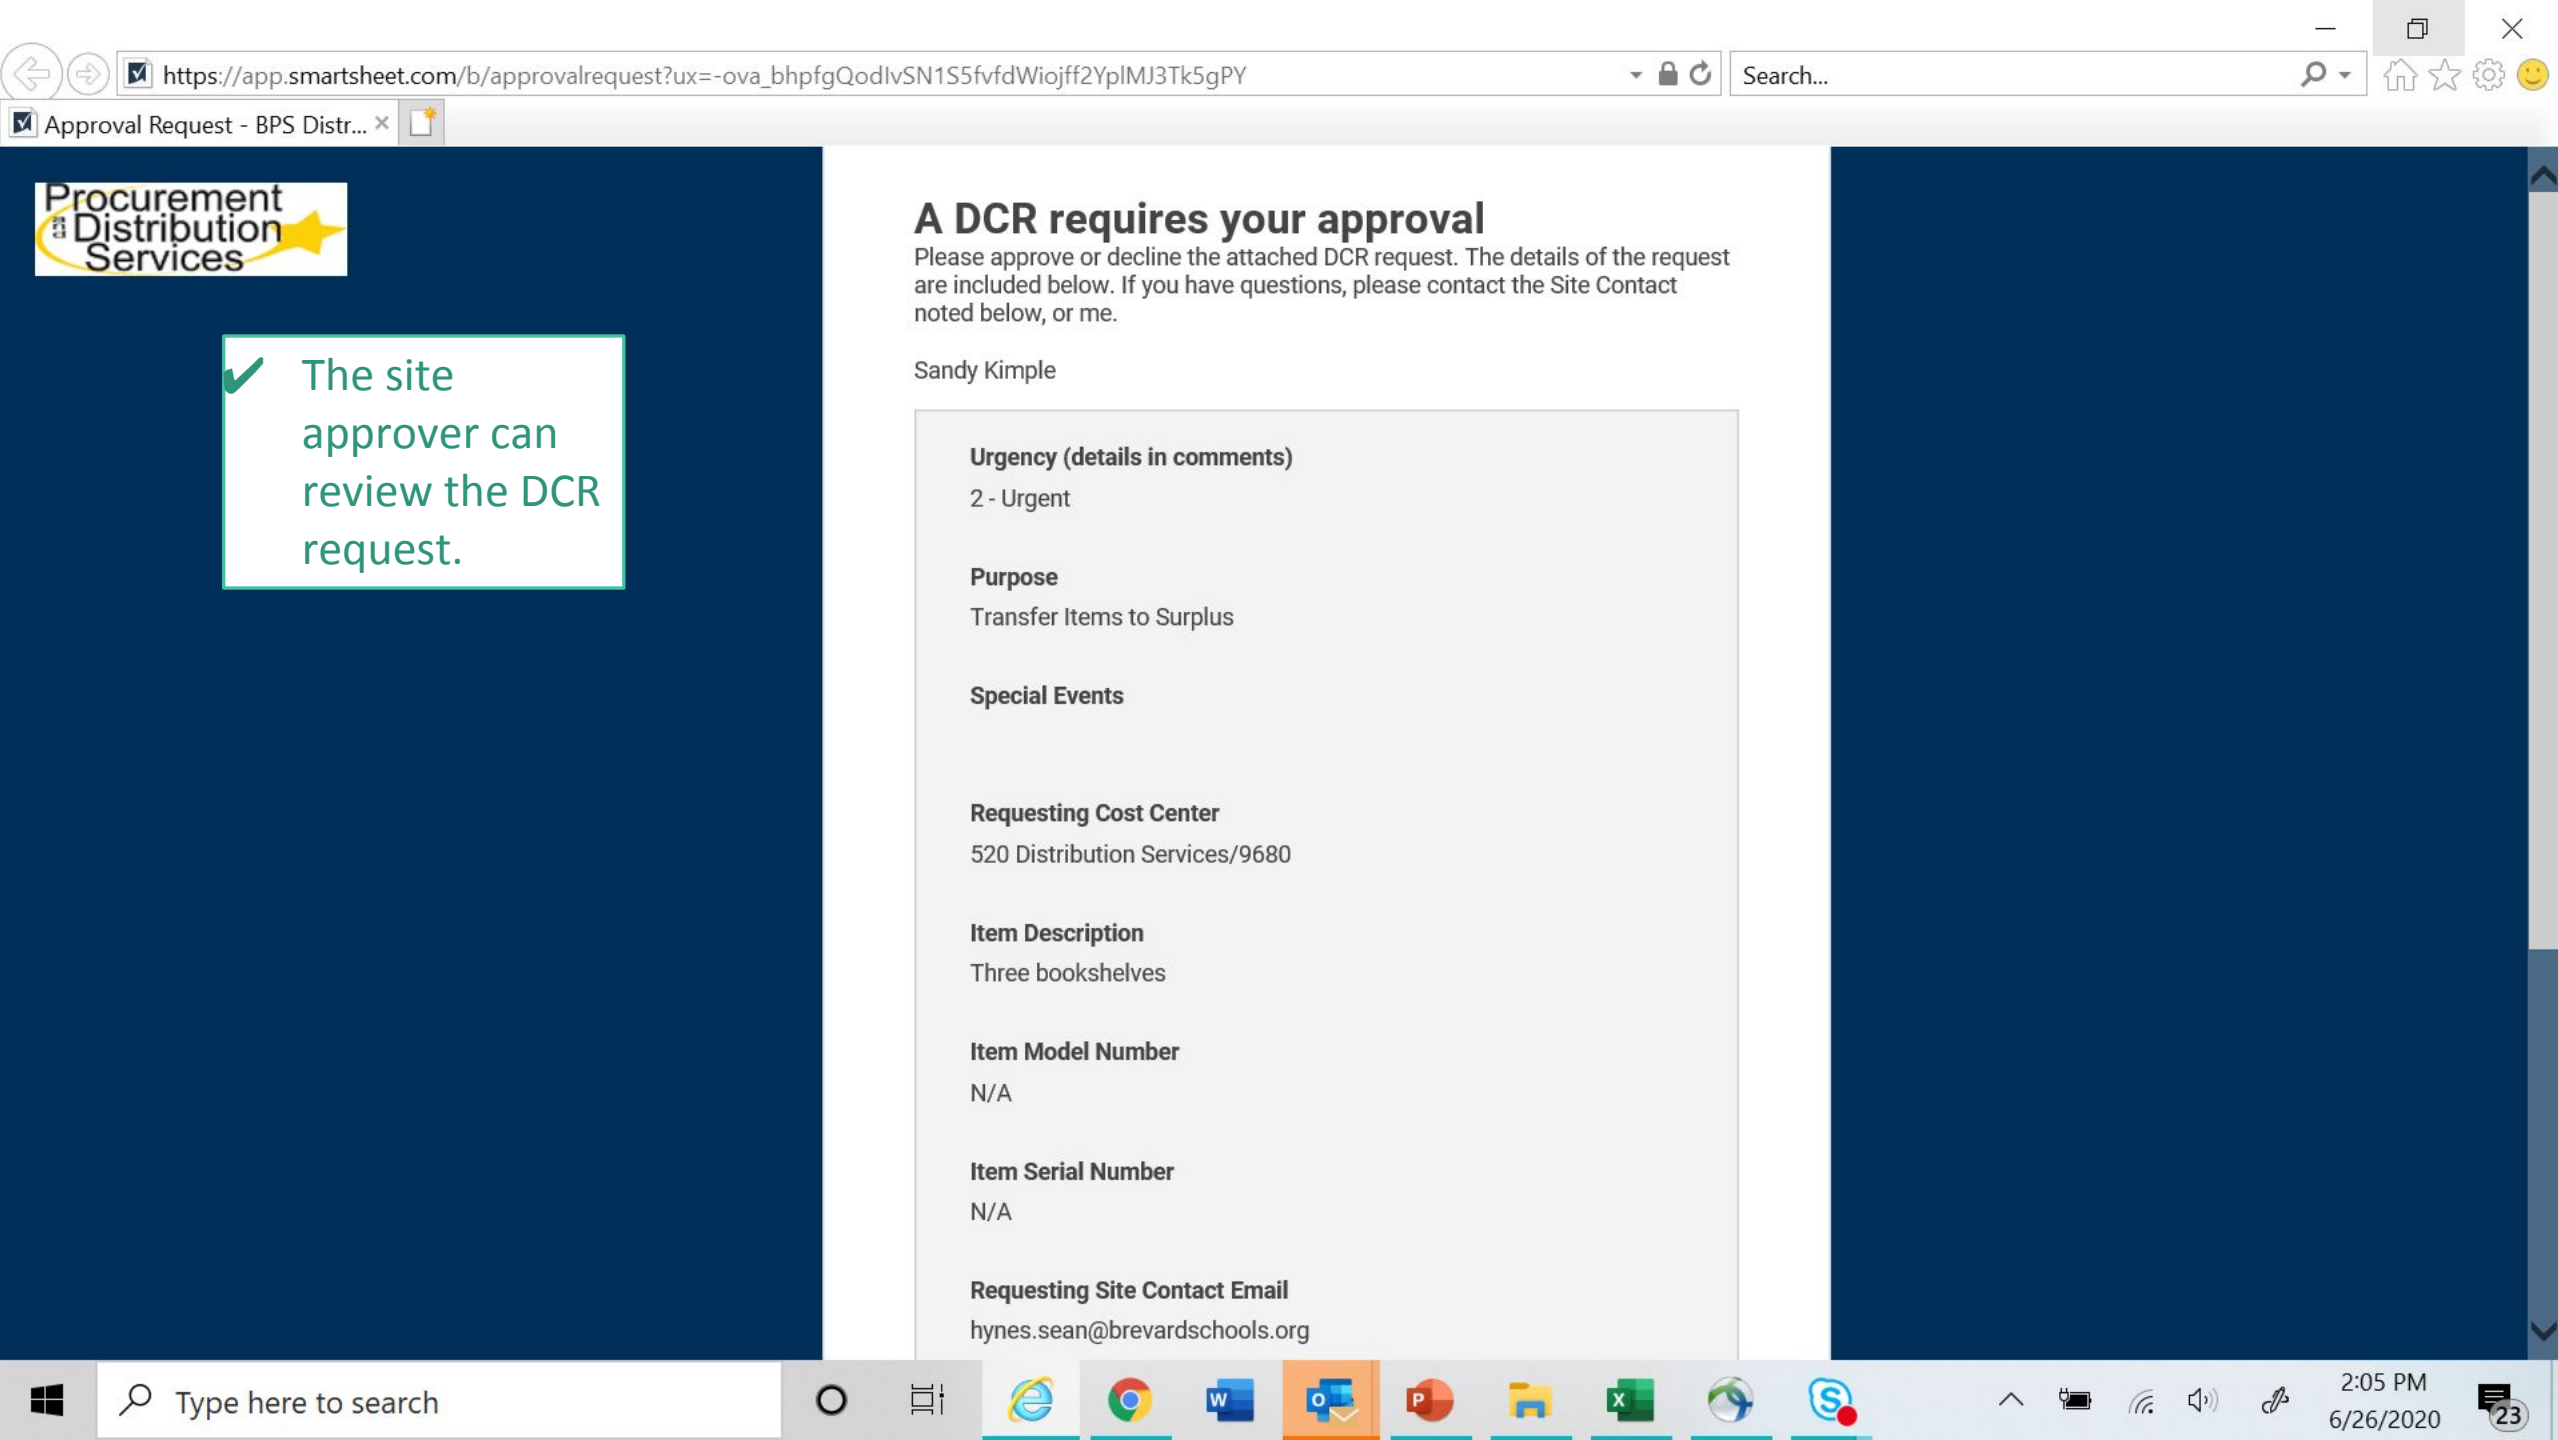 https://app.smartsheet.com/b/approvalrequest?ux=-ova_bhpfgQodIvSN1S5fvfdWiojff2YplMJ3Tk5gPY
Search...
Approval Request - BPS Distr...
Procurement
and Distribution
Services
The site
approver can
review the DCR
request.
A DCR requires your approval
Please approve or decline the attached DCR request. The details of the request
are included below. If you have questions, please contact the Site Contact
noted below, or me.
Sandy Kimple
Urgency (details in comments)
2 - Urgent
Purpose
Transfer Items to Surplus
Special Events
Requesting Cost Center
520 Distribution Services/9680
Item Description
Three bookshelves
Item Model Number
N/A
Item Serial Number
N/A
Requesting Site Contact Email
hynes.sean@brevardschools.org
Type here to search
2:05 PM
6/26/2020
23